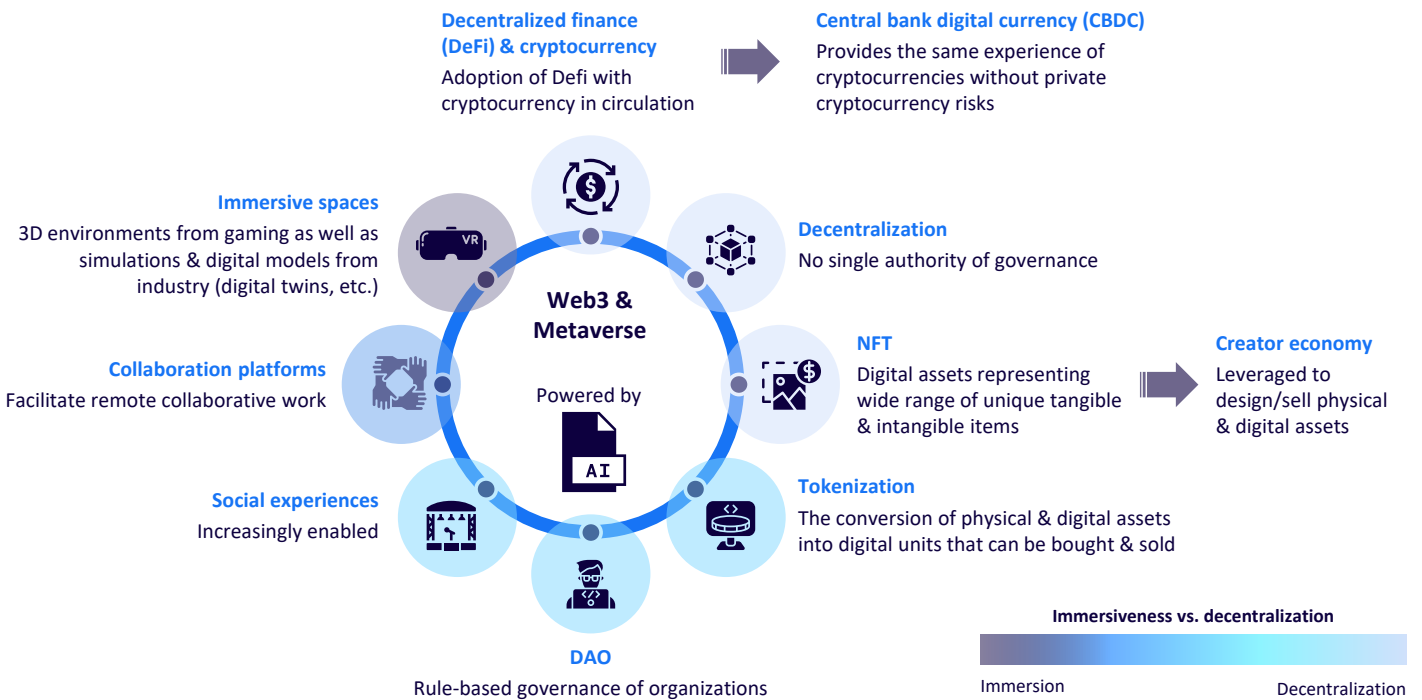 Decentralized finance
(DeFi) & cryptocurrency
Adoption of Defi with
cryptocurrency in circulation
Central bank digital currency (CBDC)
Provides the same experience of
cryptocurrencies without private
cryptocurrency risks
Immersive spaces
3D environments from gaming as well as
simulations & digital models from
industry (digital twins, etc.)
VR
Decentralization
No single authority of governance
Web3 &
Metaverse
Powered by
AI
Collaboration platforms
Facilitate remote collaborative work
NFT
Digital assets representing
wide range of unique tangible
& intangible items
Creator economy
Leveraged to
design/sell physical
& digital assets
Social experiences
Increasingly enabled
Tokenization
The conversion of physical & digital assets
into digital units that can be bought & sold
DAO
Rule-based governance of organizations
Immersiveness vs. decentralization
Immersion
Decentralization